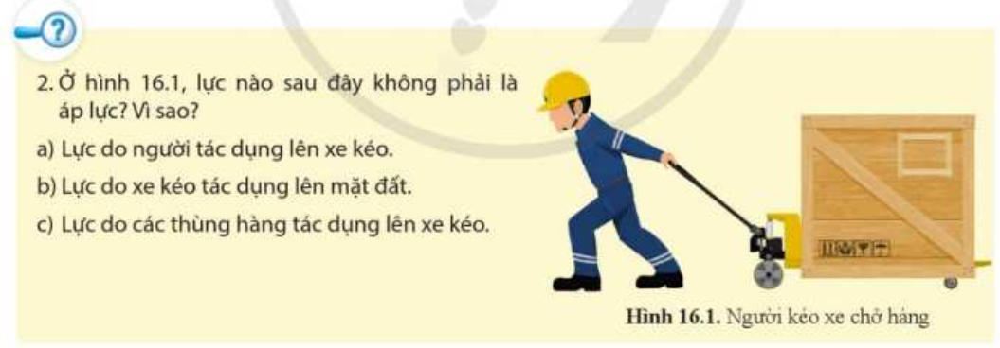 ?
2. Ở hình 16.1, lực nào sau đây không phải là
áp lực? Vì sao?
a) Lực do người tác dụng lên xe kéo.
b) Lực do xe kéo tác dụng lên mặt đất.
c) Lực do các thùng hàng tác dụng lên xe kéo.
Hình 16.1. Người kéo xe chở hàng